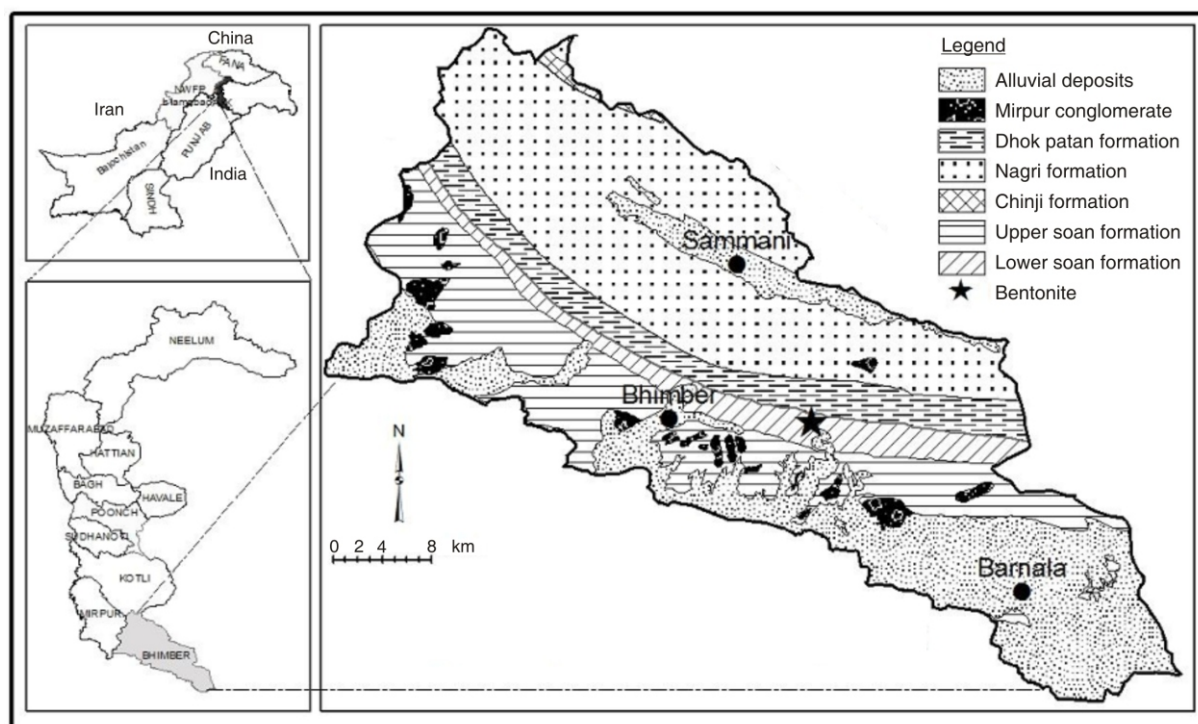 China
FANA
NWFP
Islamabad
Iran
PUNJAB
Balochistan
India
SINDH
NEELUM
MUZAFFARABAD
HATTIAN
BAGH
HAVALE
POONCH
SUDHANOTI
KOTLI
MIRPUR
BHIMBER
Legend
Alluvial deposits
Mirpur conglomerate
Dhok patan formation
Nagri formation
Chinji formation
Upper soan formation
Lower soan formation
Bentonite
Sammani
Bhimber
Barnala
N
0 2 4 8 km